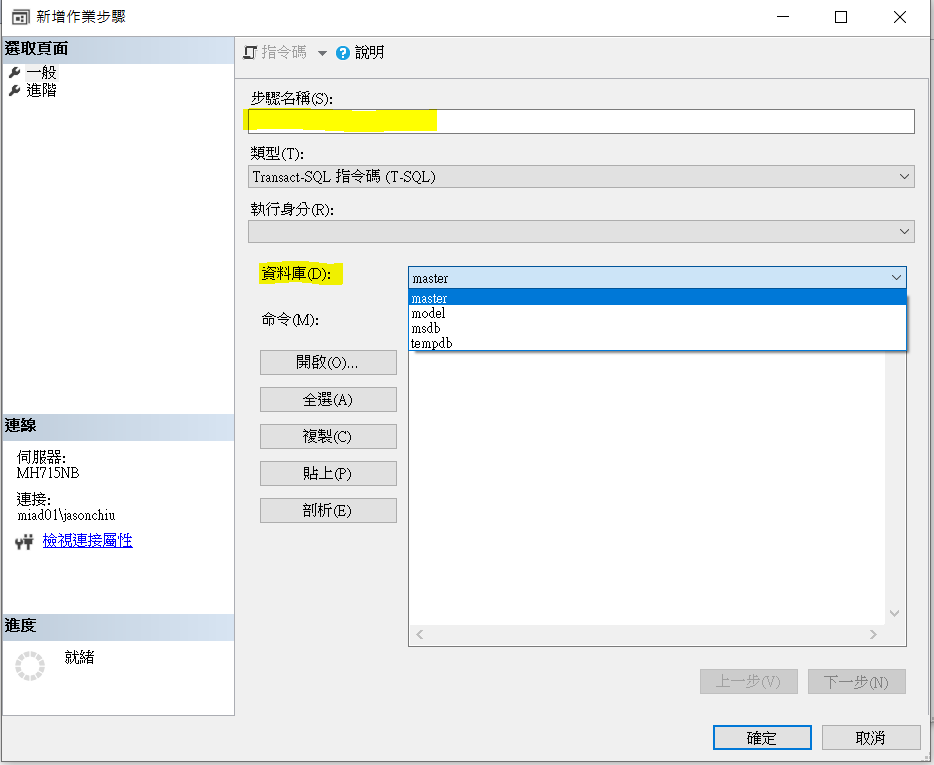 新增作業步驟
選取頁面
一般
進階
指令碼
說明
步驟名稱(S):
類型(T):
Transact-SQL 指令碼 (T-SQL)
執行身分(R):
資料庫(D):
master
master
model
msdb
tempdb
命令(M):
開啟(O)...
全選(A)
複製(C)
貼上(P)
剖析(E)
連線
伺服器:
MH715NB
連接:
miad01\jasonchiu
檢視連接屬性
進度
就緒
上一步(V)
下一步(N)
確定
取消